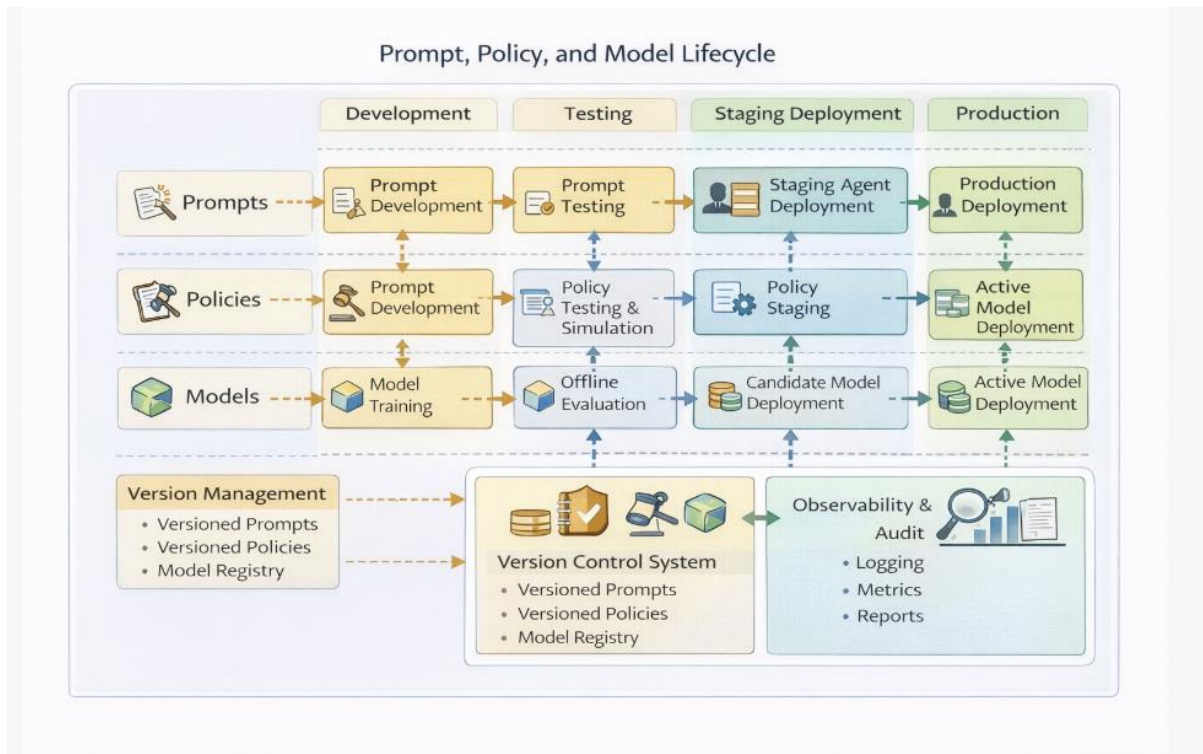 Prompt, Policy, and Model Lifecycle
Development
Testing
Staging Deployment
Production
Prompts
Prompt
Development
Prompt
Testing
Staging Agent
Deployment
Production
Deployment
Policies
Prompt
Development
Policy
Testing &
Simulation
Policy
Staging
Active
Model
Deployment
Models
Model
Training
Offline
Evaluation
Candidate Model
Deployment
Active Model
Deployment
Version Management
• Versioned Prompts
• Versioned Policies
• Model Registry
Version Control System
• Versioned Prompts
• Versioned Policies
• Model Registry
Observability &
Audit
• Logging
• Metrics
• Reports